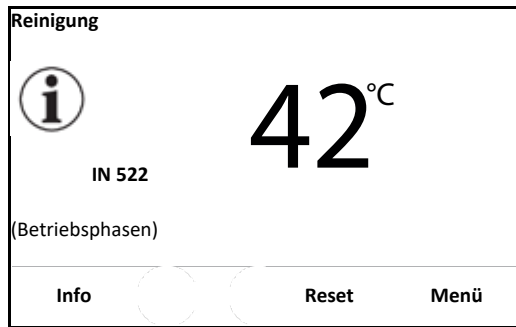 Reinigung
42°C
IN 522
(Betriebsphasen)
Info Reset Menü